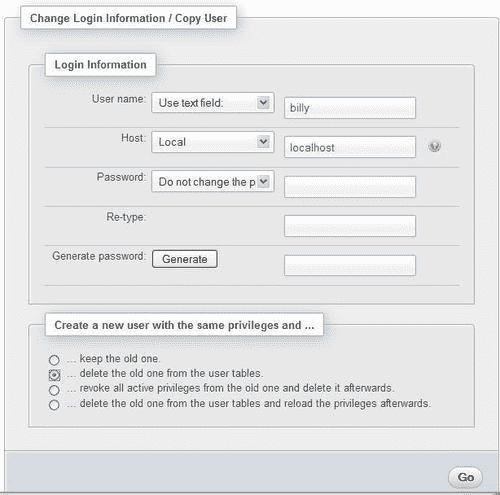 Change Login Information / Copy User
Login Information
User name: Use text field: billy
Host: Local localhost
Password: Do not change the p
Re-type:
Generate password: Generate
Create a new user with the same privileges and ...
... keep the old one.
... delete the old one from the user tables.
... revoke all active privileges from the old one and delete it afterwards.
... delete the old one from the user tables and reload the privileges afterwards.
Go